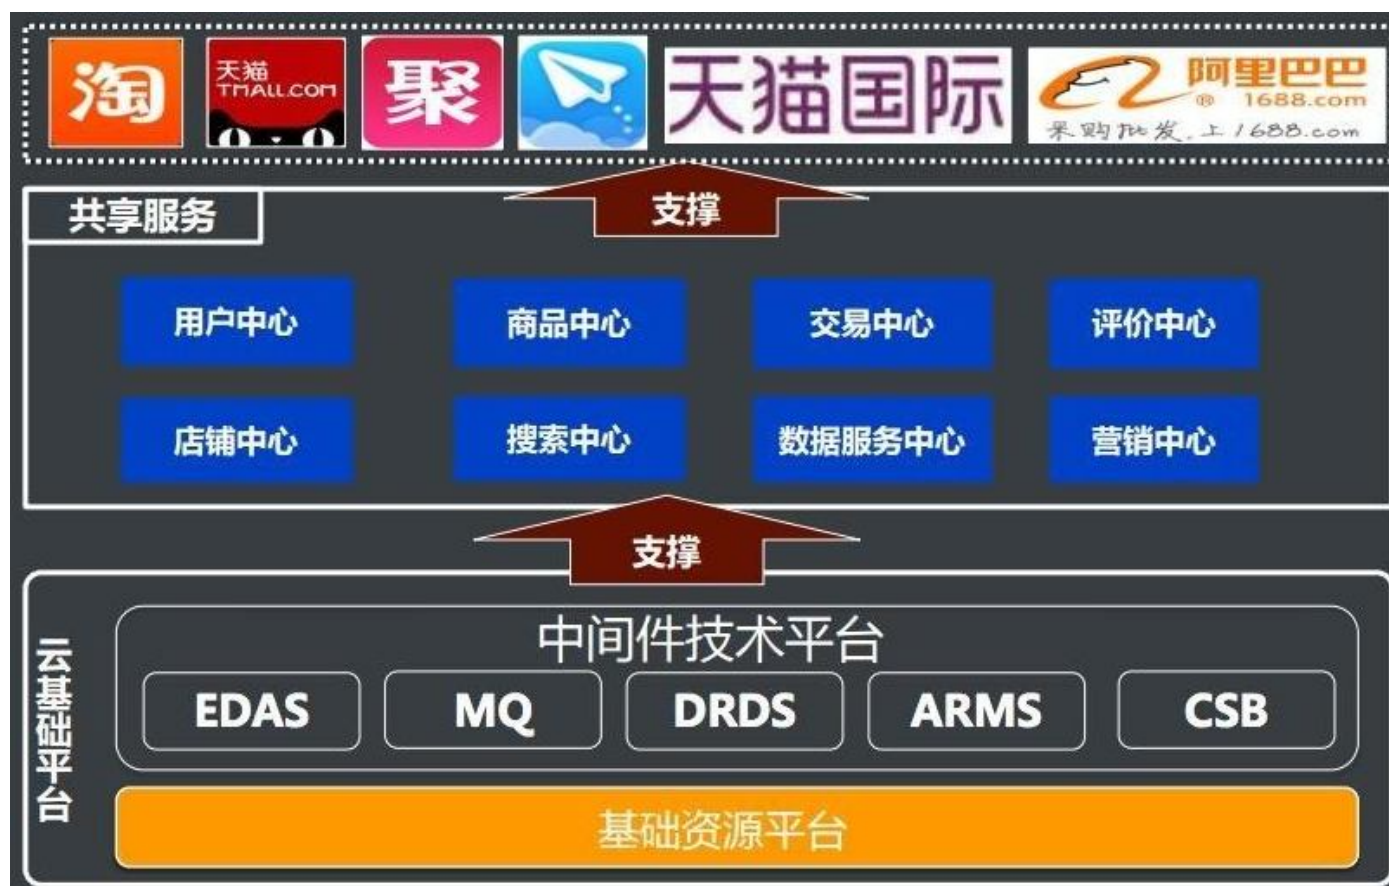 淘
天猫
TMALL.COM
聚
天猫国际
阿里巴巴
® 1688.com
采购批发,上1688.com
支撑
共享服务
用户中心
商品中心
交易中心
评价中心
店铺中心
搜索中心
数据服务中心
营销中心
支撑
云基础平台
中间件技术平台
EDAS
MQ
DRDS
ARMS
CSB
基础资源平台